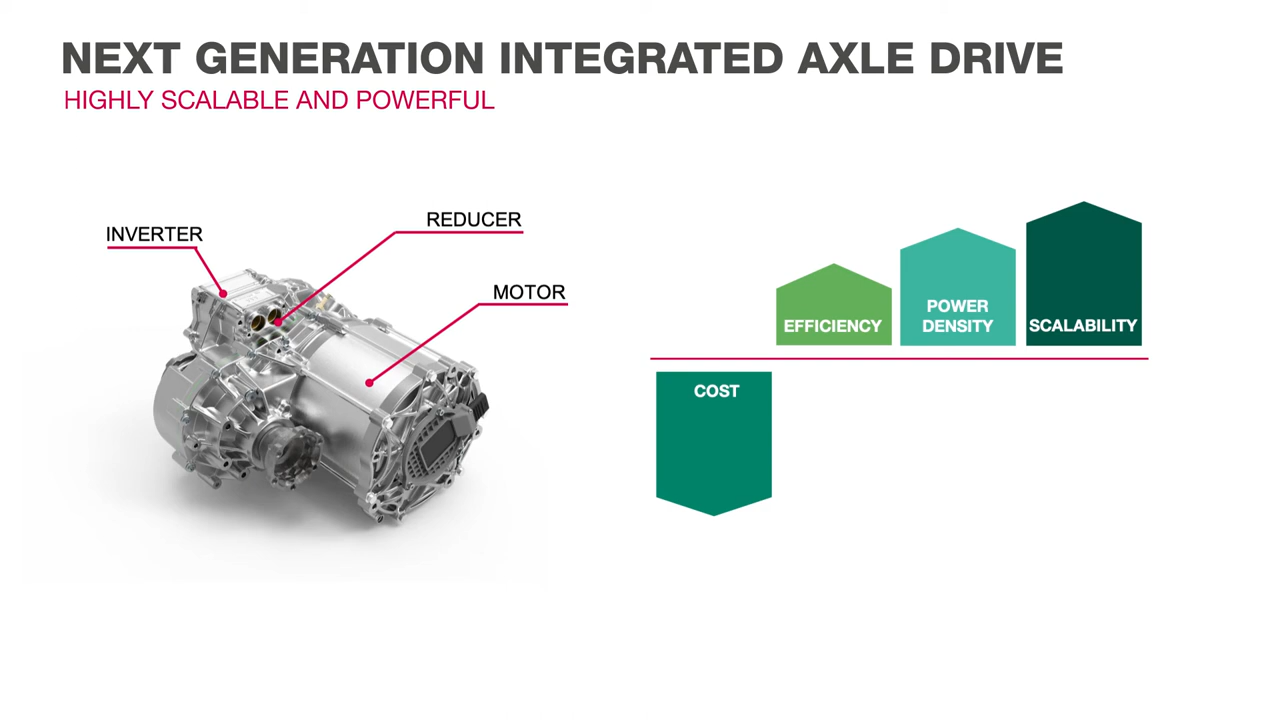 NEXT GENERATION INTEGRATED AXLE DRIVE
HIGHLY SCALABLE AND POWERFUL
INVERTER
REDUCER
MOTOR
EFFICIENCY
POWER
DENSITY
SCALABILITY
COST